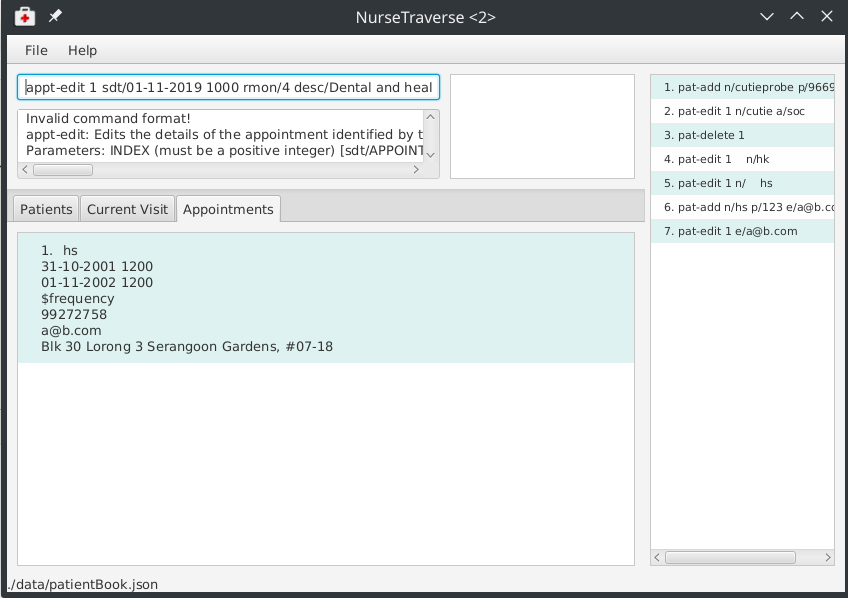 NurseTraverse <2>
File Help
appt-edit 1 sdt/01-11-2019 1000 rmon/4 desc/Dental and heal
Invalid command format!
appt-edit: Edits the details of the appointment identified by t
Parameters: INDEX (must be a positive integer) [sdt/APPOINT
Patients Current Visit Appointments
1. hs
31-10-2001 1200
01-11-2002 1200
$frequency
99272758
a@b.com
Blk 30 Lorong 3 Serangoon Gardens, #07-18
1. pat-add n/cutieprobe p/9669
2. pat-edit 1 n/cutie a/soc
3. pat-delete 1
4. pat-edit 1 n/hk
5. pat-edit 1 n/ hs
6. pat-add n/hs p/123 e/a@b.co
7. pat-edit 1 e/a@b.com
./data/patientBook.json